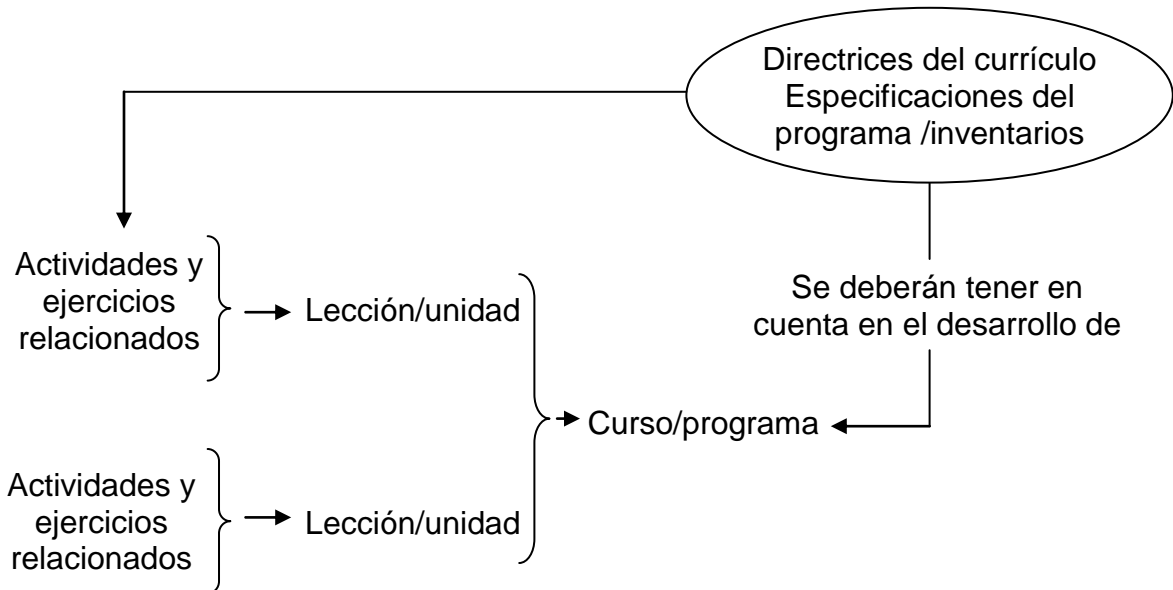 Directrices del currículo
Especificaciones del
programa /inventarios
Actividades y
ejercicios
relacionados
Lección/unidad
Se deberán tener en
cuenta en el desarrollo de
Curso/programa
Actividades y
ejercicios
relacionados
Lección/unidad